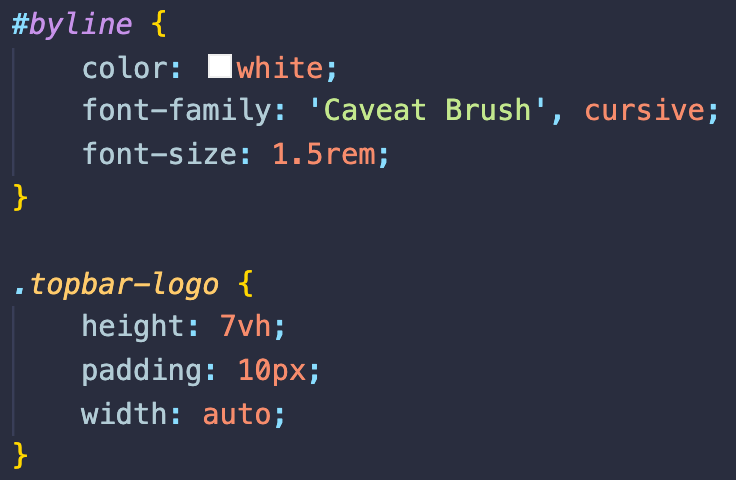 #byline {
    color: white;
    font-family: 'Caveat Brush', cursive;
    font-size: 1.5rem;
}

.topbar-logo {
    height: 7vh;
    padding: 10px;
    width: auto;
}